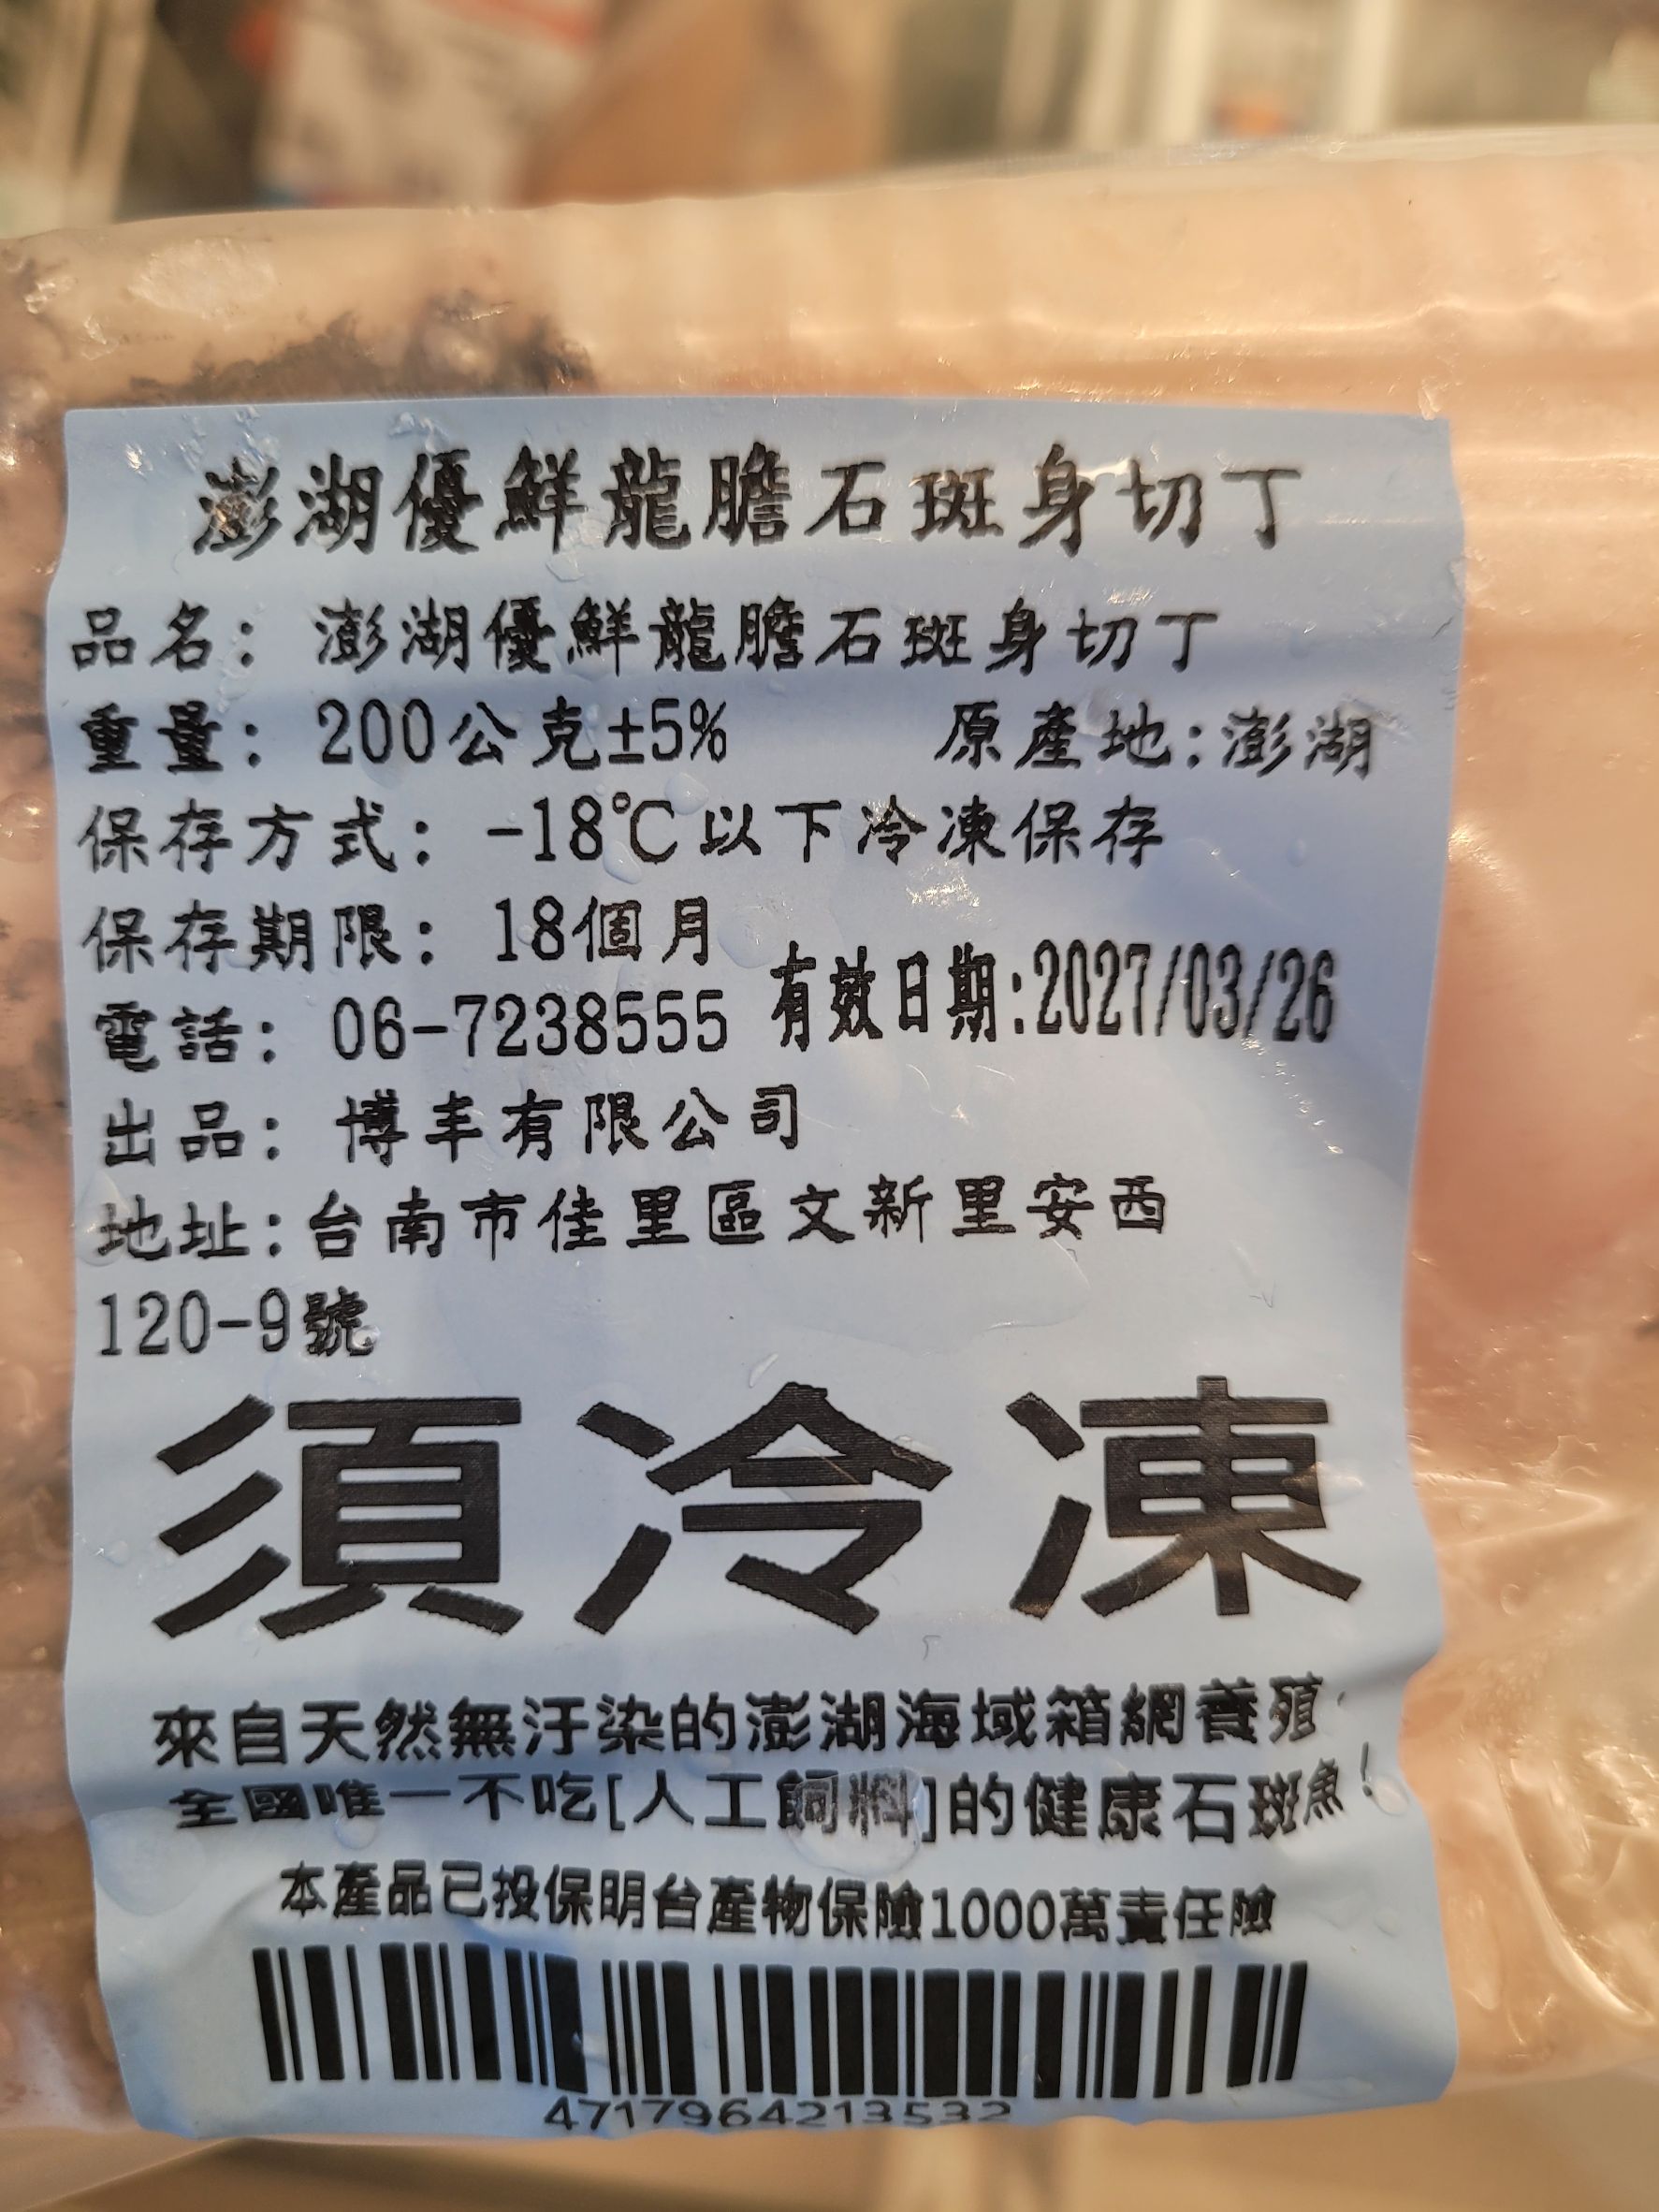 澎湖優鮮龍膽石斑身切丁
品名: 澎湖優鮮龍膽石斑身切丁
重量: 200公克±5% 原產地:澎湖
保存方式: -18℃以下冷凍保存
保存期限: 18個月
電話: 06-7238555 有效日期:2027/03/26
出品: 博丰有限公司
地址:台南市佳里區文新里安西
120-9號
須冷凍
來自天然無汙染的澎湖海域箱網養殖
全國唯一不吃[人工飼料]的健康石斑魚!
本產品已投保明台產物保險1000萬責任險
4717964213532